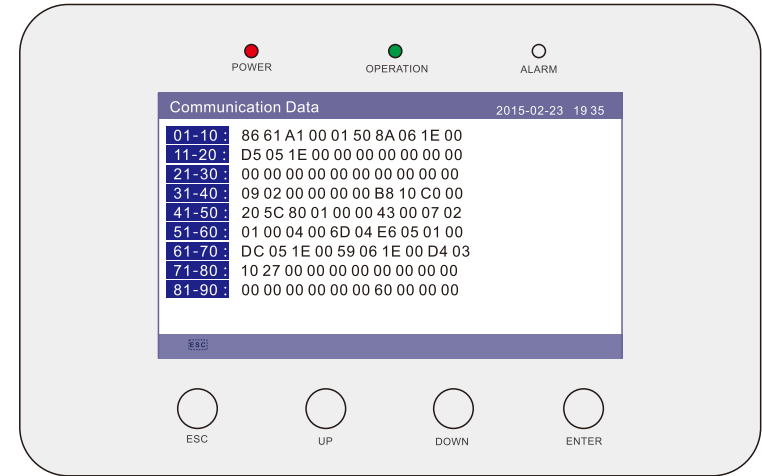 POWER OPERATION ALARM
Communication Data 2015-02-23 19 35
01-10 : 86 61 A1 00 01 50 8A 06 1E 00
11-20 : D5 05 1E 00 00 00 00 00 00 00
21-30 : 00 00 00 00 00 00 00 00 00 00
31-40 : 09 02 00 00 00 00 B8 10 C0 00
41-50 : 20 5C 80 01 00 00 43 00 07 02
51-60 : 01 00 04 00 6D 04 E6 05 01 00
61-70 : DC 05 1E 00 59 06 1E 00 D4 03
71-80 : 10 27 00 00 00 00 00 00 00 00
81-90 : 00 00 00 00 00 00 60 00 00 00
ESC
ESC UP DOWN ENTER